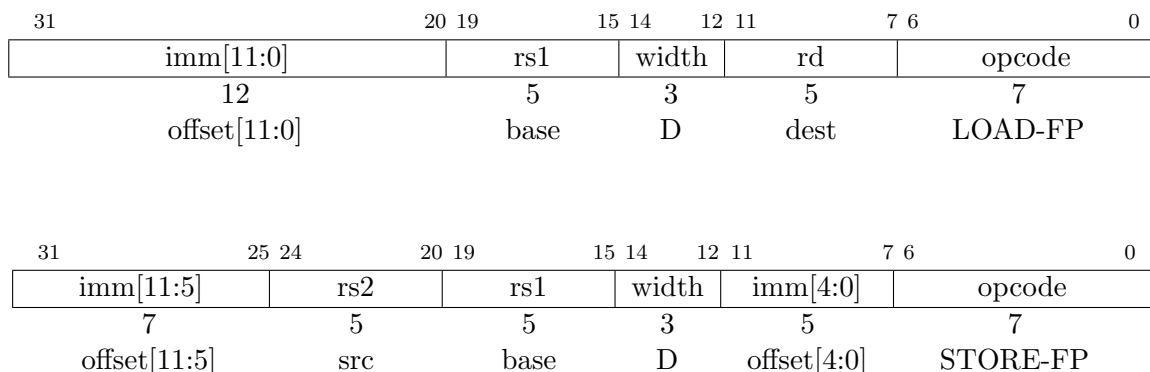 31 20 19 15 14 12 11 7 6 0
imm[11:0] rs1 width rd opcode
12 5 3 5 7
offset[11:0] base D dest LOAD-FP
31 25 24 20 19 15 14 12 11 7 6 0
imm[11:5] rs2 rs1 width imm[4:0] opcode
7 5 5 3 5 7
offset[11:5] src base D offset[4:0] STORE-FP